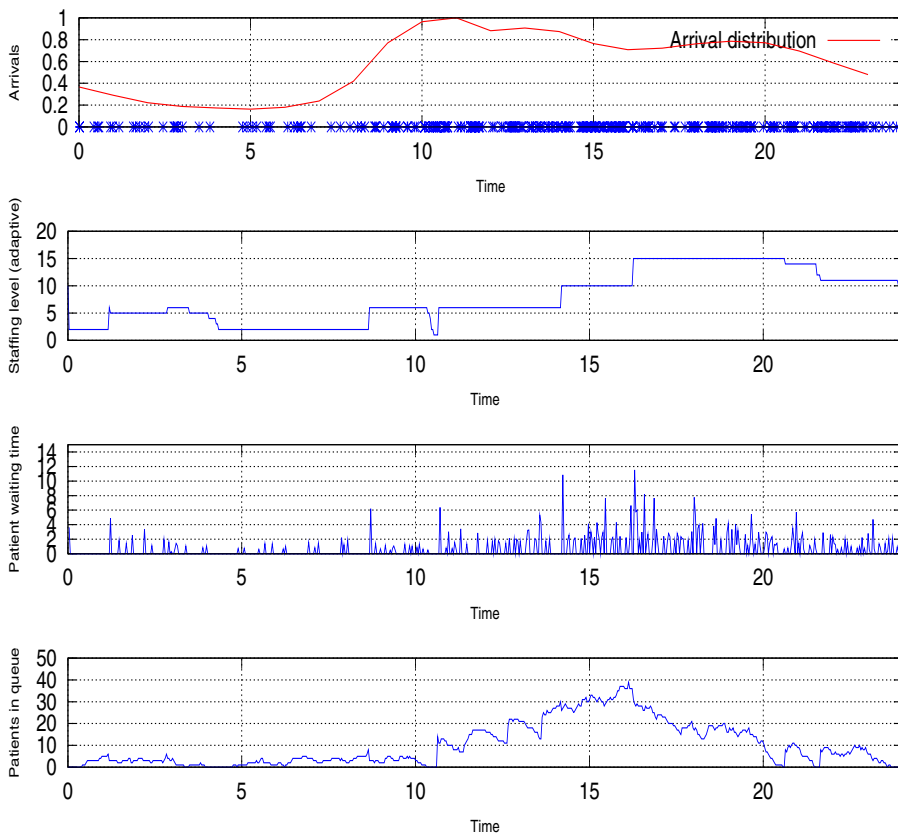 Arrivals
1
0.8
0.6
0.4
0.2
0
Arrival distribution
0 5 10 15 20
Time
Staffing level (adaptive)
20
15
10
5
0
0 5 10 15 20
Time
Patient waiting time
14
12
10
8
6
4
2
0
0 5 10 15 20
Time
Patients in queue
50
40
30
20
10
0
0 5 10 15 20
Time